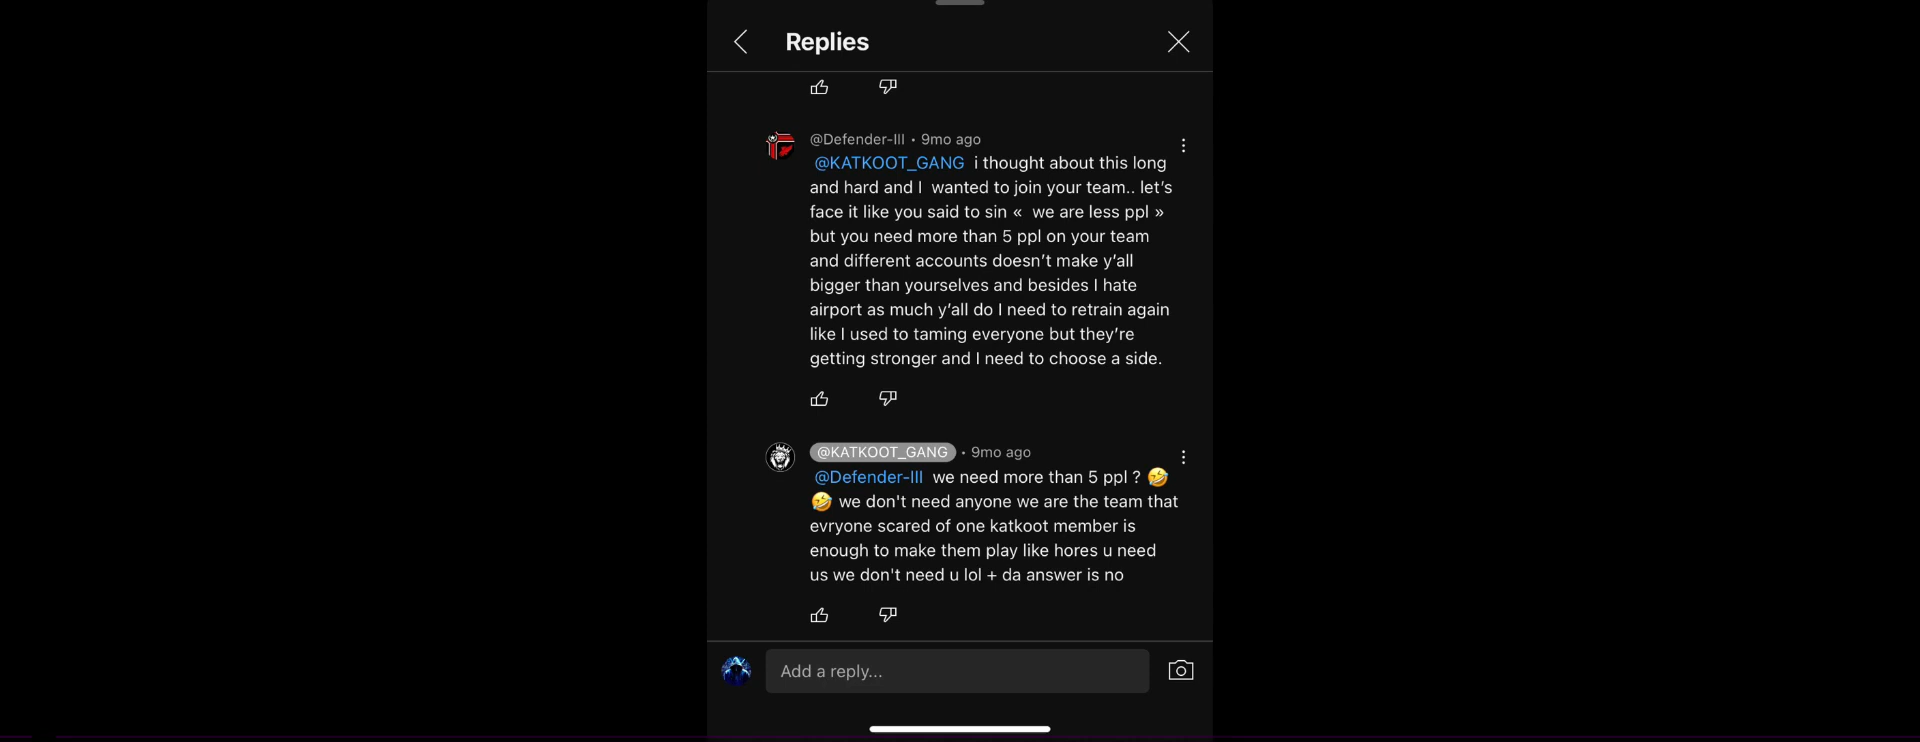 Replies
@Defender-III • 9mo ago
@KATKOOT_GANG i thought about this long
and hard and I wanted to join your team.. let's
face it like you said to sin « we are less ppl »
but you need more than 5 ppl on your team
and different accounts doesn't make y'all
bigger than yourselves and besides I hate
airport as much y'all do I need to retrain again
like I used to taming everyone but they're
getting stronger and I need to choose a side.
@KATKOOT_GANG • 9mo ago
@Defender-III we need more than 5 ppl ? 🤣
🤣 we don't need anyone we are the team that
evryone scared of one katkoot member is
enough to make them play like hores u need
us we don't need u lol + da answer is no
Add a reply...